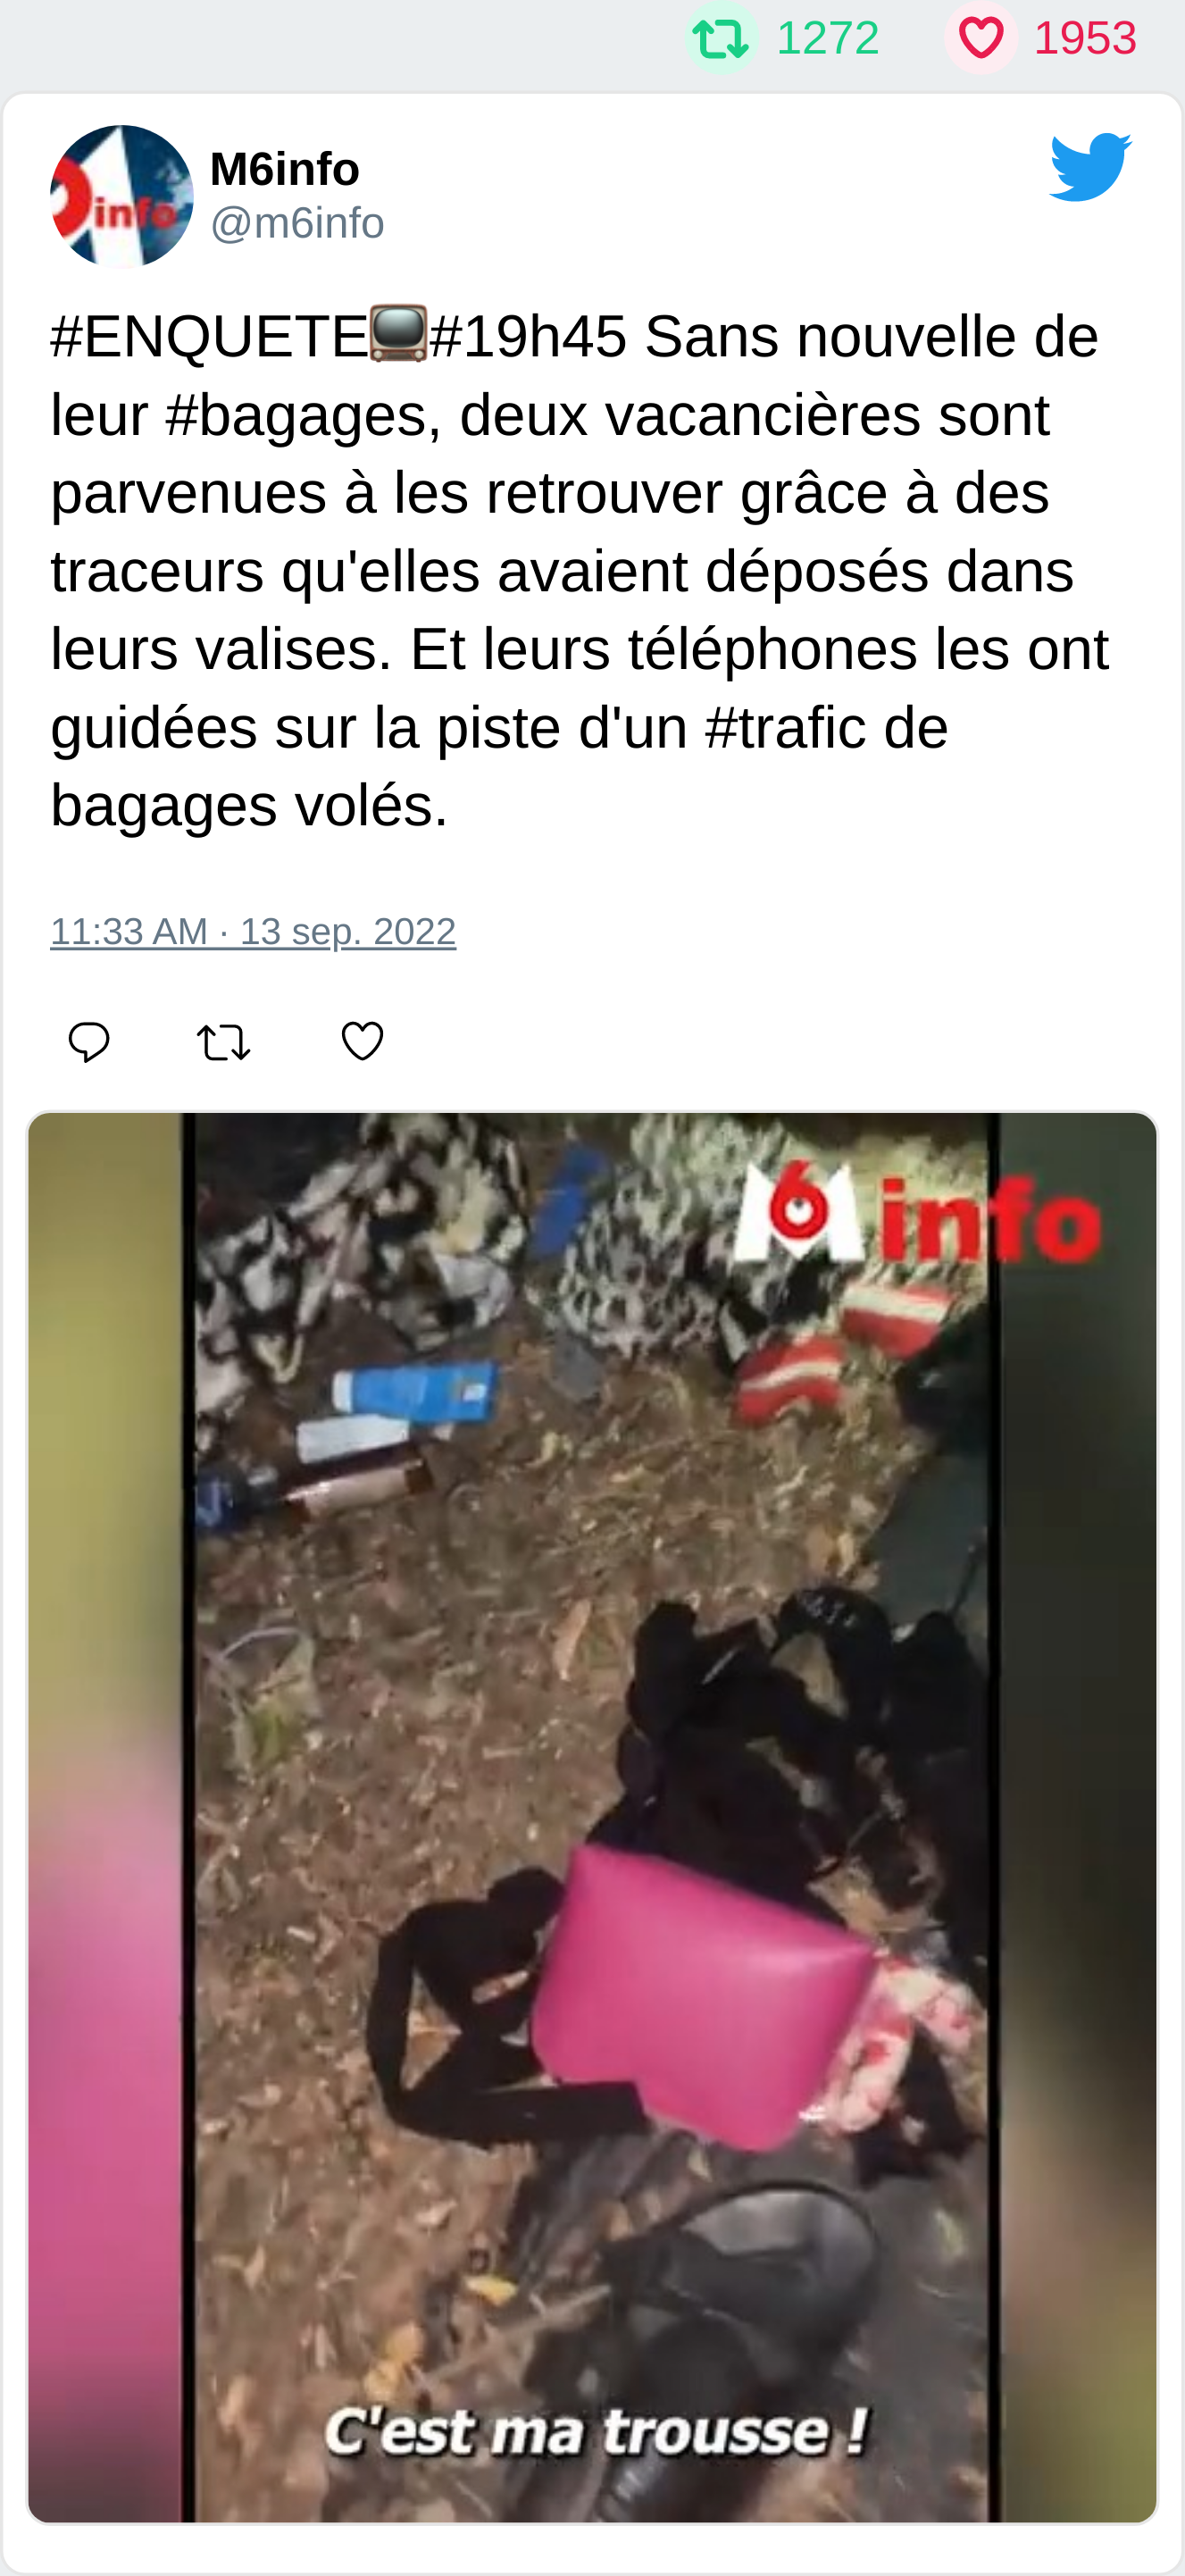 1272 1953
info
M6info
@m6info
#ENQUETE📺#19h45 Sans nouvelle de
leur #bagages, deux vacancières sont
parvenues à les retrouver grâce à des
traceurs qu'elles avaient déposés dans
leurs valises. Et leurs téléphones les ont
guidées sur la piste d'un #trafic de
bagages volés.
11:33 AM · 13 sep. 2022
M6 info
C'est ma trousse !